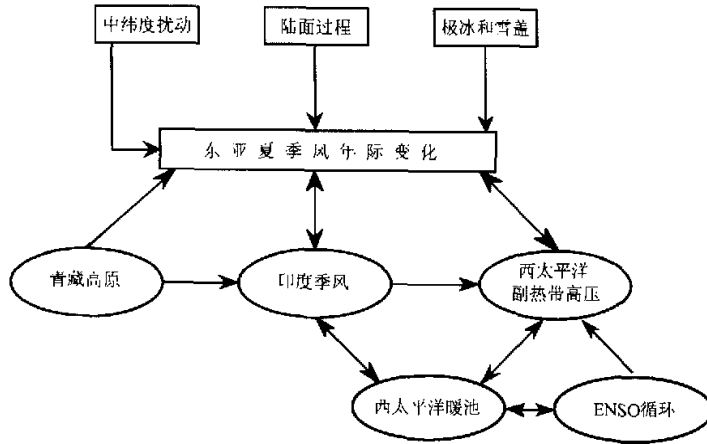 中纬度扰动
陆面过程
极冰和雪盖
东亚夏季风年际变化
青藏高原
印度季风
西太平洋
副热带高压
西太平洋暖池
ENSO循环